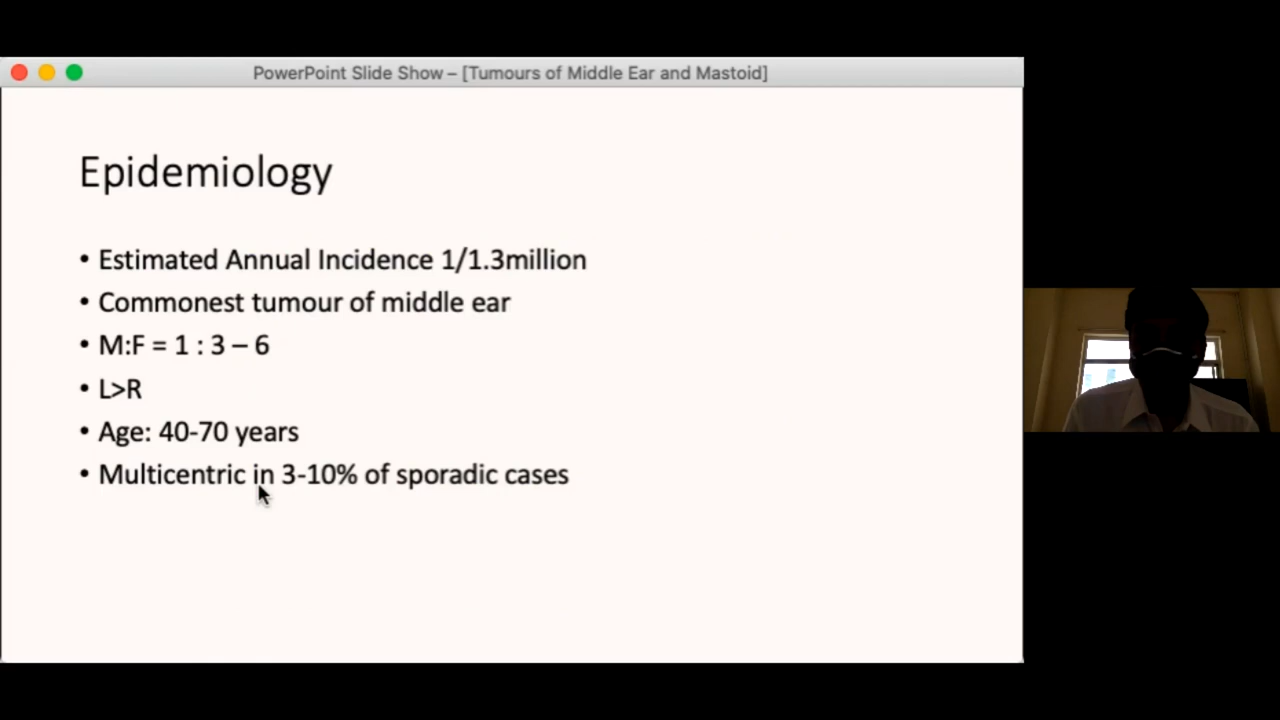 PowerPoint Slide Show – [Tumours of Middle Ear and Mastoid]
Epidemiology
• Estimated Annual Incidence 1/1.3million
• Commonest tumour of middle ear
• M:F = 1 : 3 – 6
• L>R
• Age: 40-70 years
• Multicentric in 3-10% of sporadic cases